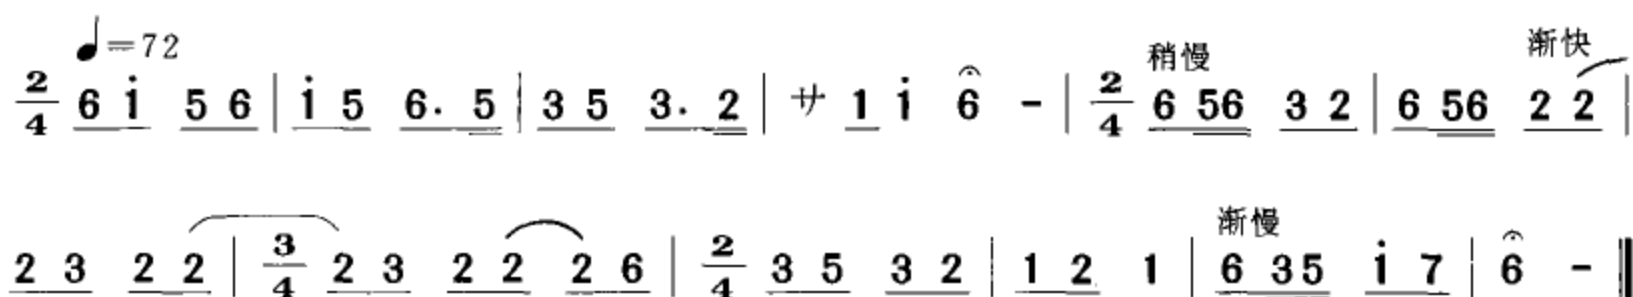 ♩=72
稍慢 渐快
2/4 6 i̇ 5 6 | i̇ 5 6. 5 | 3 5 3. 2 | サ 1 i̇ 6 - | 2/4 6 56 3 2 | 6 56 2 2 |
渐慢
2 3 2 2 | 3/4 2 3 2 2 2 6 | 2/4 3 5 3 2 | 1 2 1 | 6 35 i̇ 7 | 6 - ‖